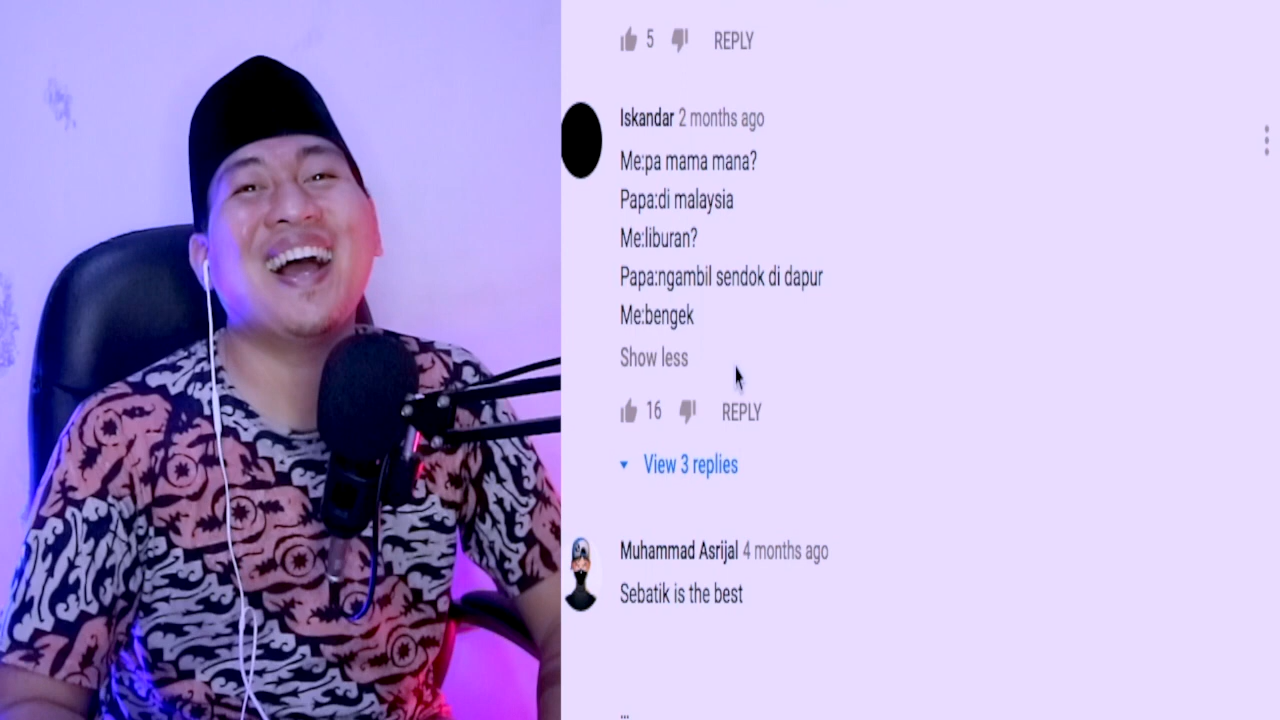 5 REPLY
Iskandar 2 months ago
Me:pa mama mana?
Papa:di malaysia
Me:liburan?
Papa:ngambil sendok di dapur
Me:bengek
Show less
16 REPLY
View 3 replies
Muhammad Asrijal 4 months ago
Sebatik is the best
...